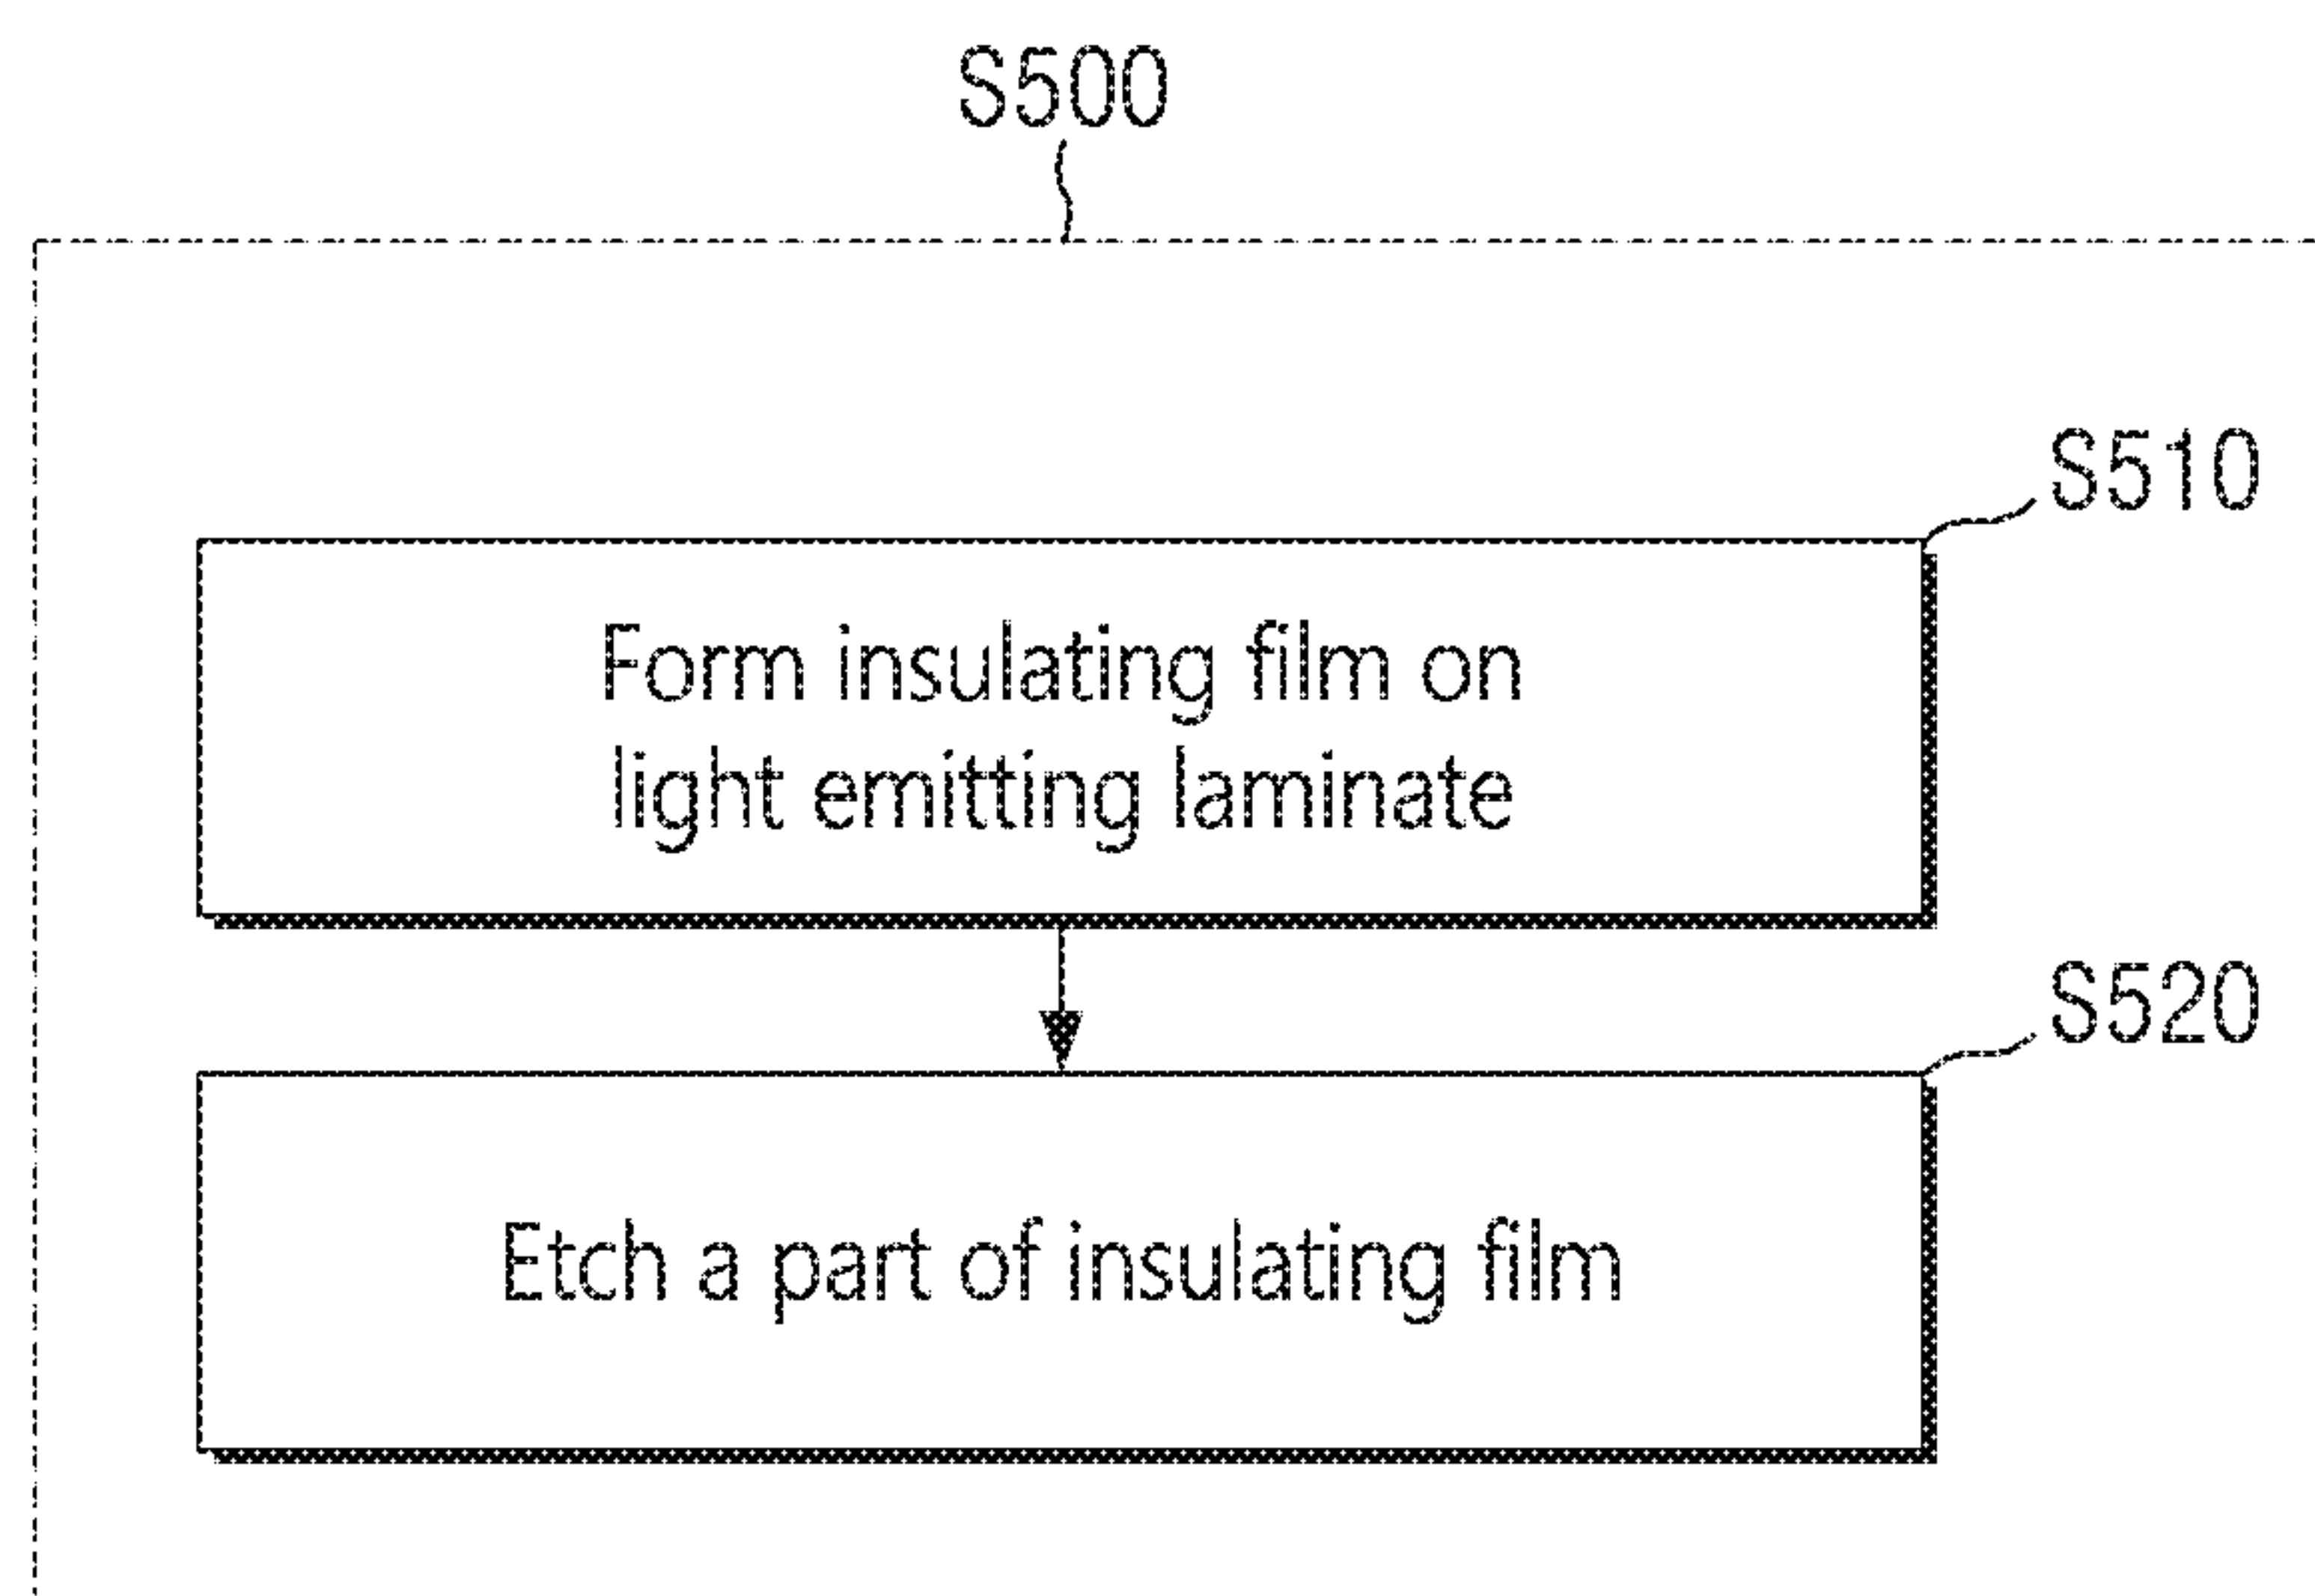 S500
S510
Form insulating film on
light emitting laminate
S520
Etch a part of insulating film